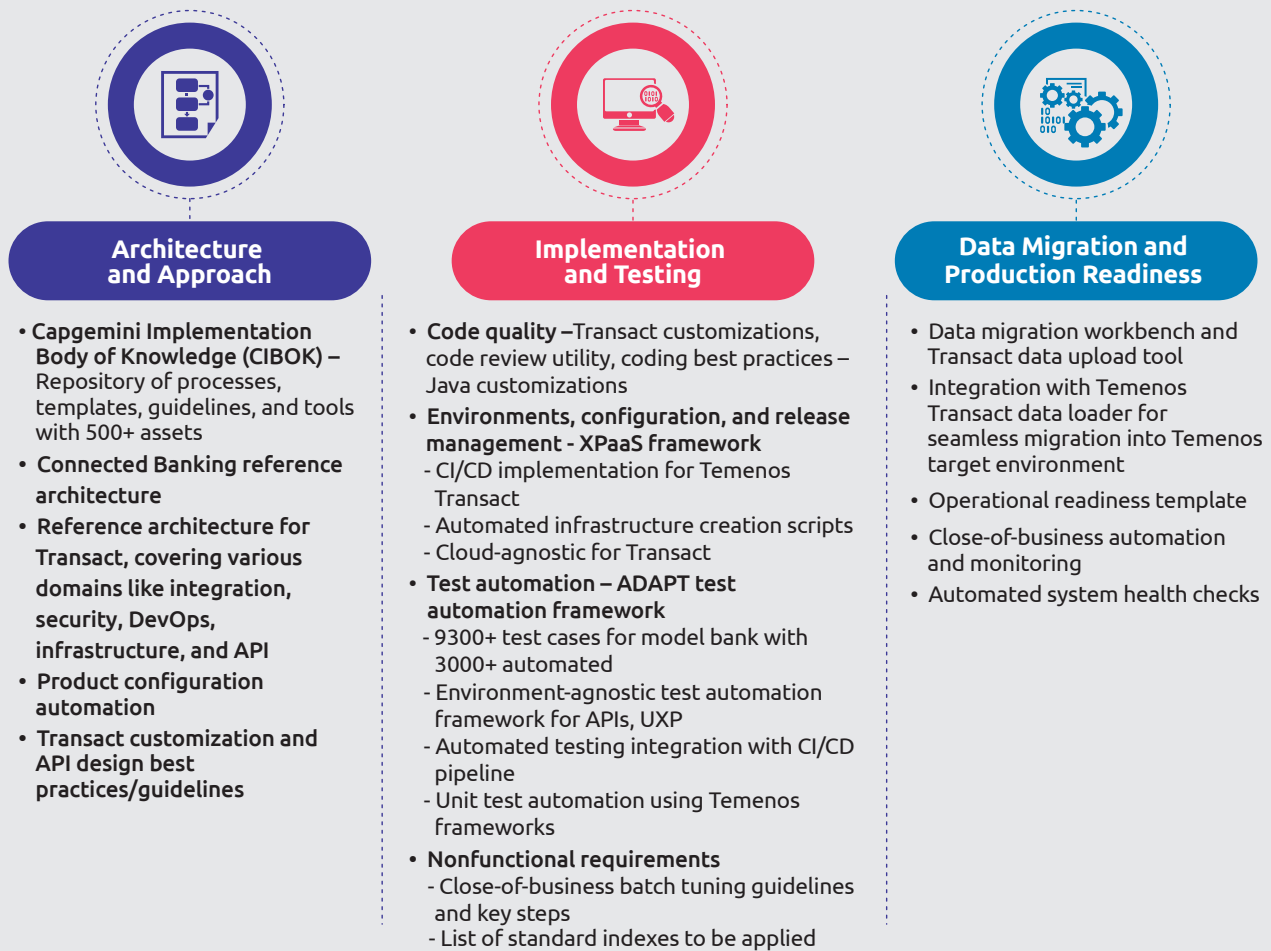 Architecture
and Approach
• Capgemini Implementation
Body of Knowledge (CIBOK) –
Repository of processes,
templates, guidelines, and tools
with 500+ assets
• Connected Banking reference
architecture
• Reference architecture for
Transact, covering various
domains like integration,
security, DevOps,
infrastructure, and API
• Product configuration
automation
• Transact customization and
API design best
practices/guidelines
0101
1010
Implementation
and Testing
• Code quality –Transact customizations,
code review utility, coding best practices –
Java customizations
• Environments, configuration, and release
management - XPaaS framework
- CI/CD implementation for Temenos
Transact
- Automated infrastructure creation scripts
- Cloud-agnostic for Transact
• Test automation – ADAPT test
automation framework
- 9300+ test cases for model bank with
3000+ automated
- Environment-agnostic test automation
framework for APIs, UXP
- Automated testing integration with CI/CD
pipeline
- Unit test automation using Temenos
frameworks
• Nonfunctional requirements
- Close-of-business batch tuning guidelines
and key steps
- List of standard indexes to be applied
10
10101
010
Data Migration and
Production Readiness
• Data migration workbench and
Transact data upload tool
• Integration with Temenos
Transact data loader for
seamless migration into Temenos
target environment
• Operational readiness template
• Close-of-business automation
and monitoring
• Automated system health checks